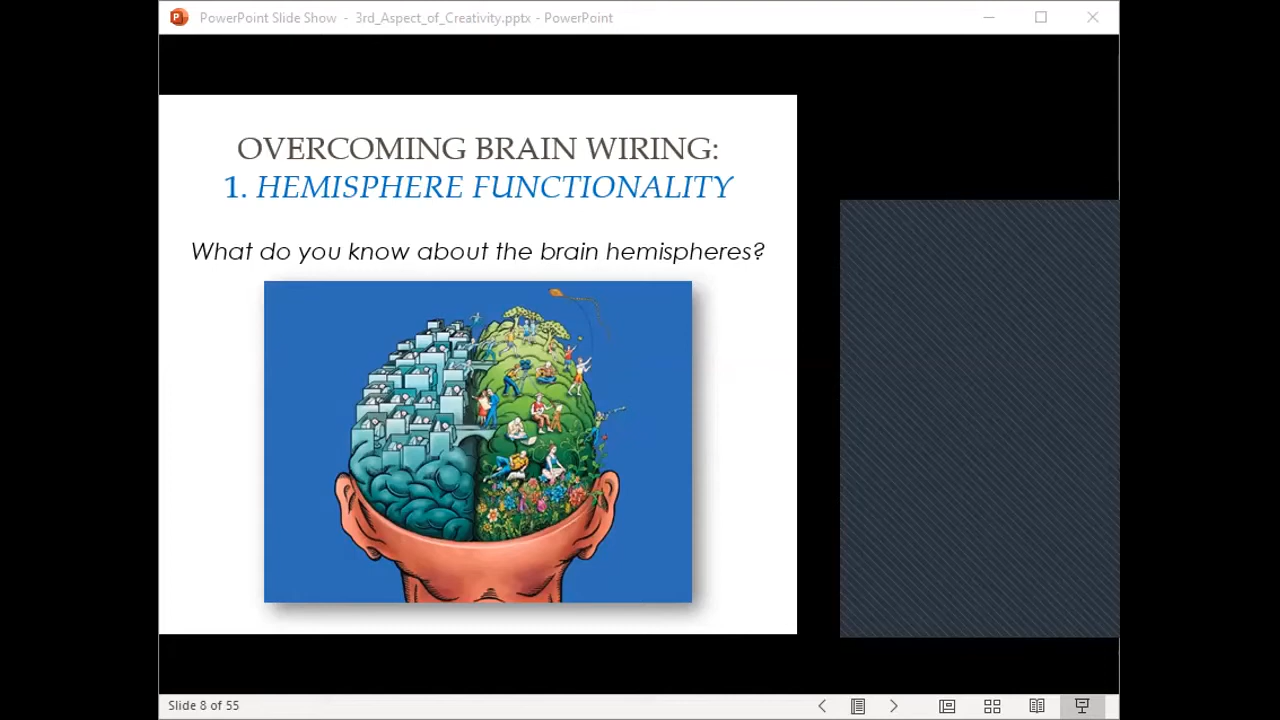 PowerPoint Slide Show - 3rd_Aspect_of_Creativity.pptx - PowerPoint
OVERCOMING BRAIN WIRING:
1. HEMISPHERE FUNCTIONALITY
What do you know about the brain hemispheres?
Slide 8 of 55